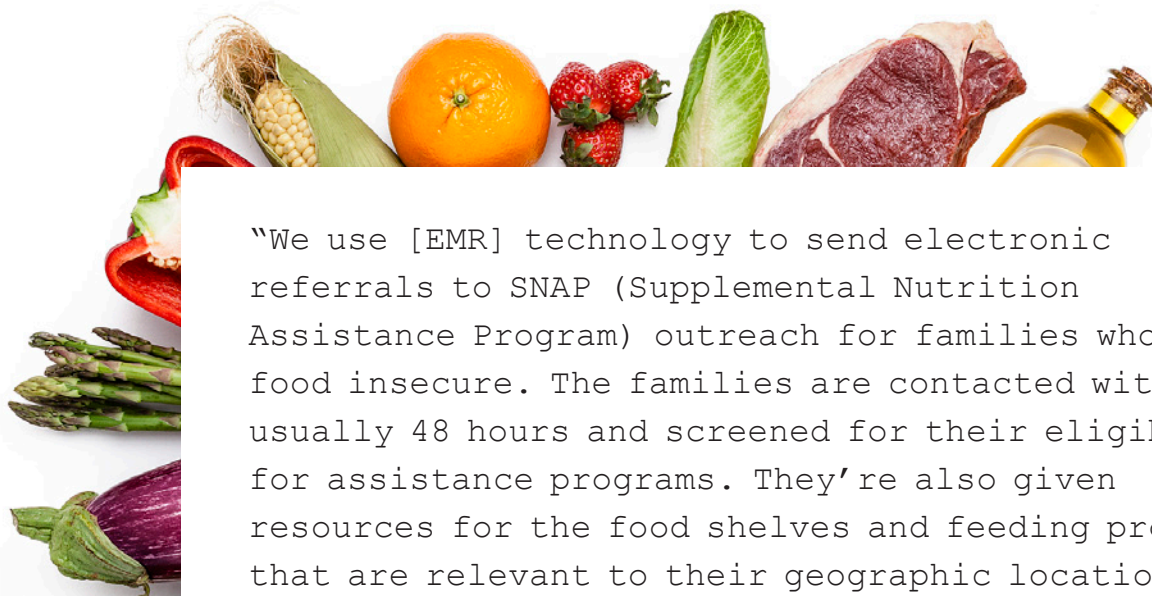 “We use [EMR] technology to send electronic
referrals to SNAP (Supplemental Nutrition
Assistance Program) outreach for families who
food insecure. The families are contacted
usually 48 hours and screened for their
for assistance programs. They’re also given
resources for the food shelves and feeding
that are relevant to their geographic